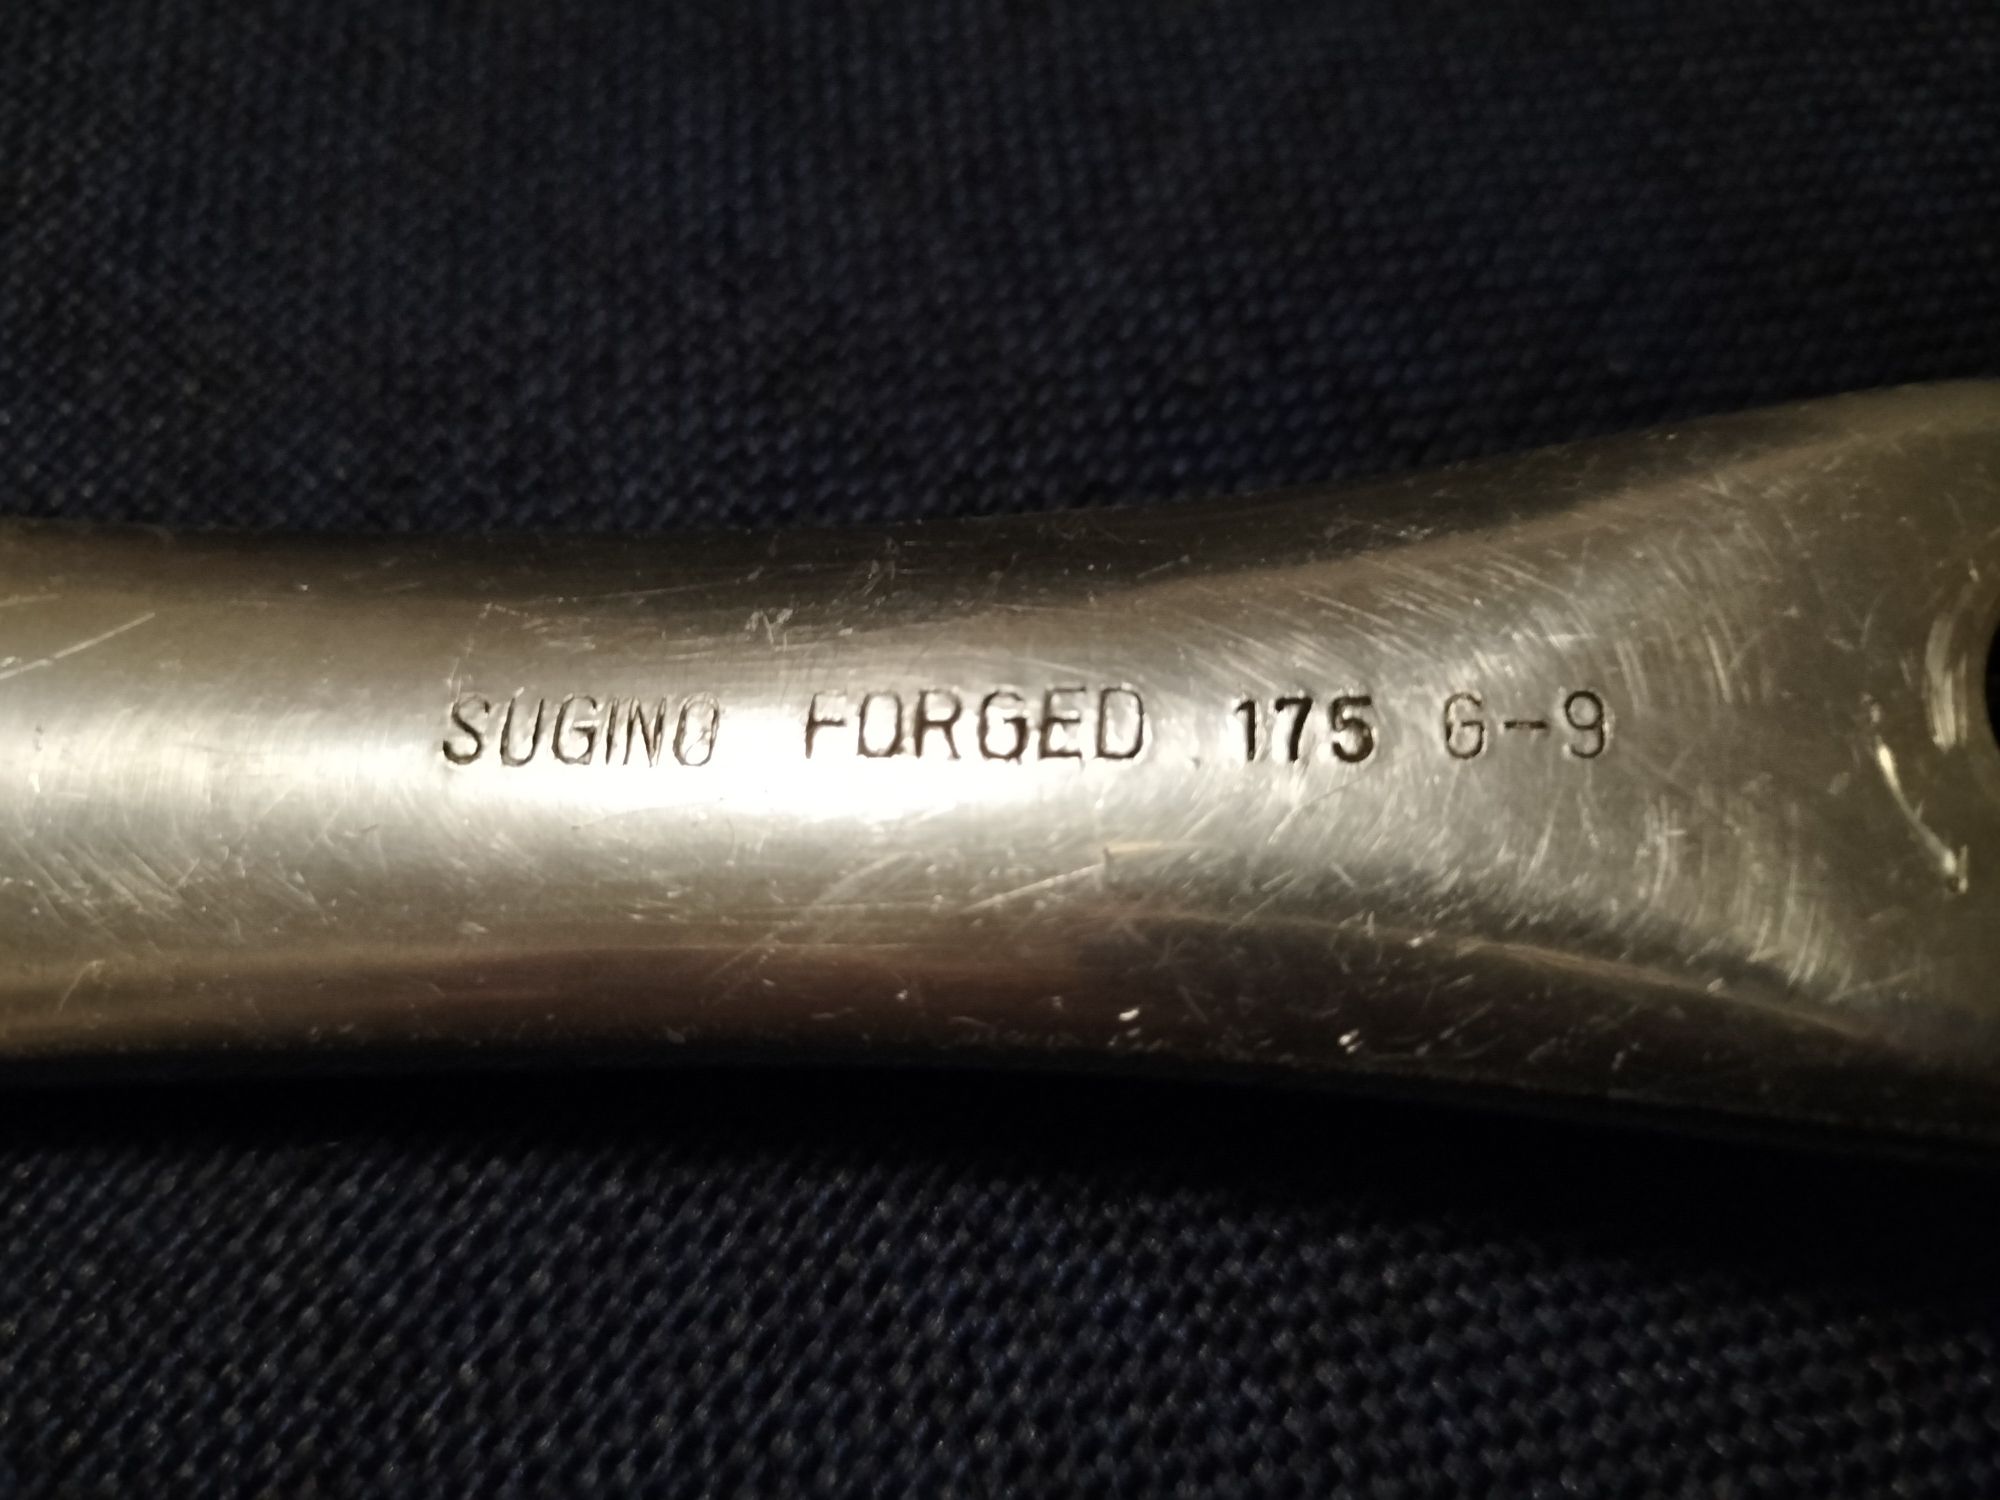 SUGINO FORGED 175 G-9